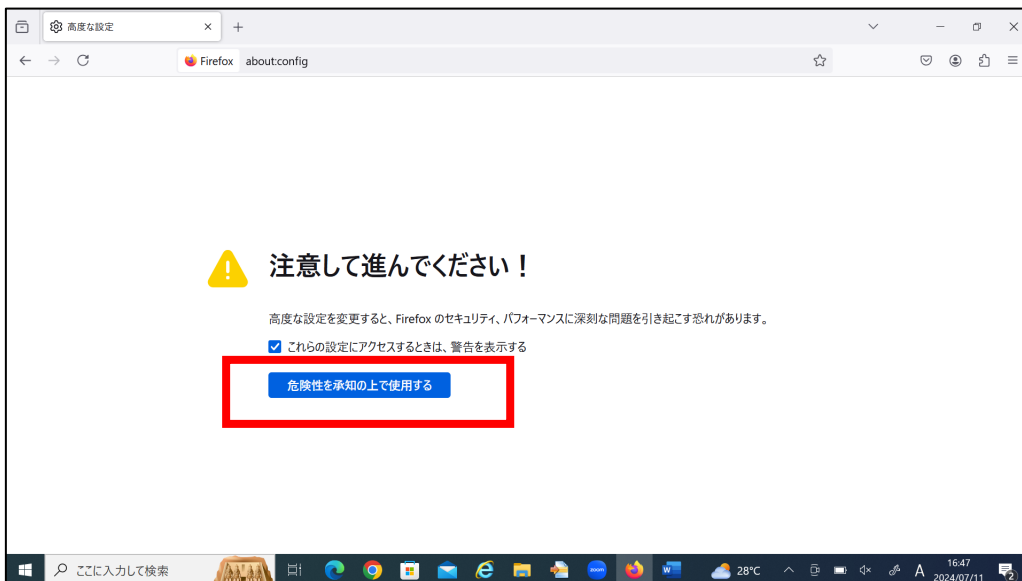 高度な設定
Firefox about:config
注意して進んでください！
高度な設定を変更すると、Firefox のセキュリティ、パフォーマンスに深刻な問題を引き起こす恐れがあります。
これらの設定にアクセスするときは、警告を表示する
危険性を承知の上で使用する
ここに入力して検索
zoom
W
28°C
A
16:47
2024/07/11
2